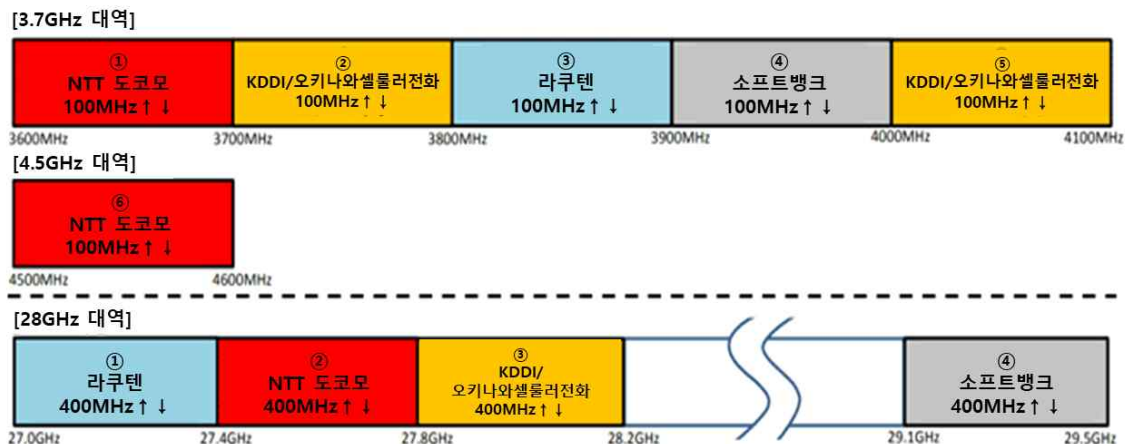 [3.7GHz 대역]
①
NTT 도코모
100MHz↑↓
②
KDDI/오키나와셀룰러전화
100MHz↑↓
③
라쿠텐
100MHz↑↓
④
소프트뱅크
100MHz↑↓
⑤
KDDI/오키나와셀룰러전화
100MHz↑↓
3600MHz 3700MHz 3800MHz 3900MHz 4000MHz 4100MHz
[4.5GHz 대역]
⑥
NTT 도코모
100MHz↑↓
4500MHz 4600MHz
[28GHz 대역]
①
라쿠텐
400MHz↑↓
②
NTT 도코모
400MHz↑↓
③
KDDI/
오키나와셀룰러전화
400MHz↑↓
④
소프트뱅크
400MHz↑↓
27.0GHz 27.4GHz 27.8GHz 28.2GHz 29.1GHz 29.5GHz